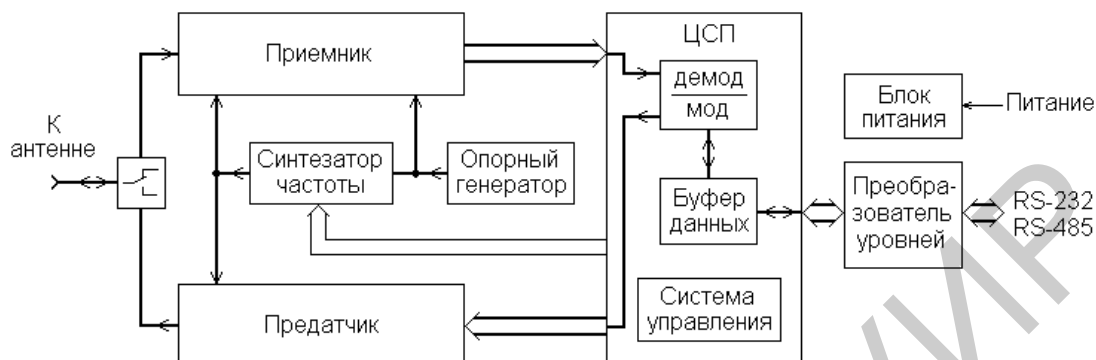 Приемник
ЦСП
демод
мод
Блок
питания
Питание
К
антенне
Синтезатор
частоты
Опорный
генератор
Буфер
данных
Преобра-
зователь
уровней
RS-232
RS-485
Предатчик
Система
управления
ИР